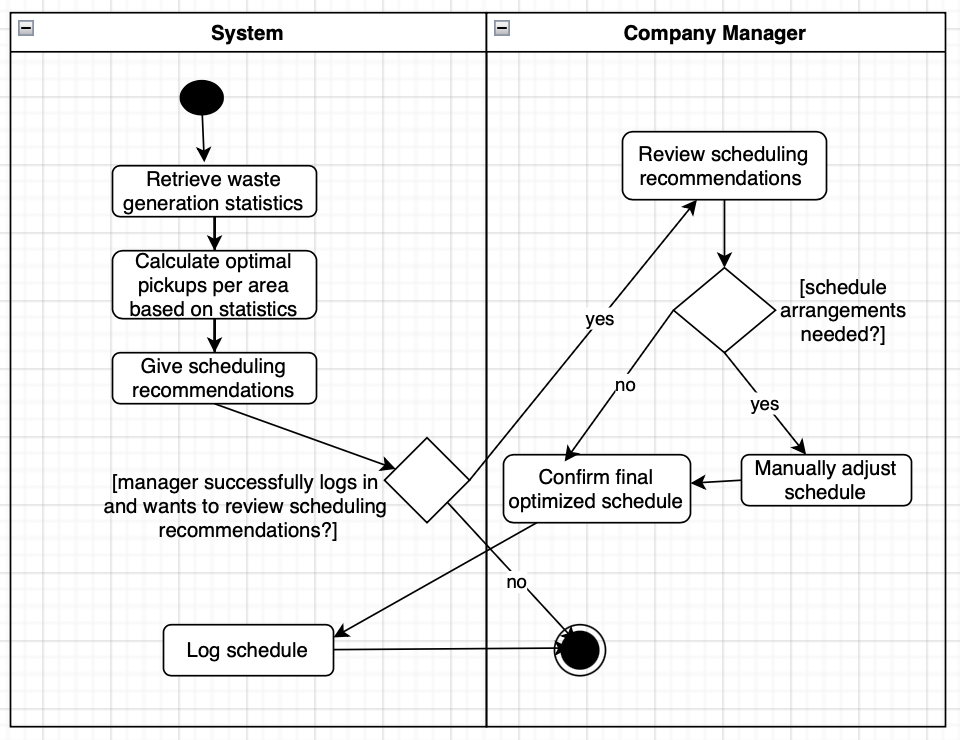 System
Company Manager
Retrieve waste
generation statistics
Calculate optimal
pickups per area
based on statistics
Give scheduling
recommendations
[manager successfully logs in
and wants to review scheduling
recommendations?]
yes
no
Review scheduling
recommendations
[schedule
arrangements
needed?]
no
yes
Confirm final
optimized schedule
Manually adjust
schedule
Log schedule